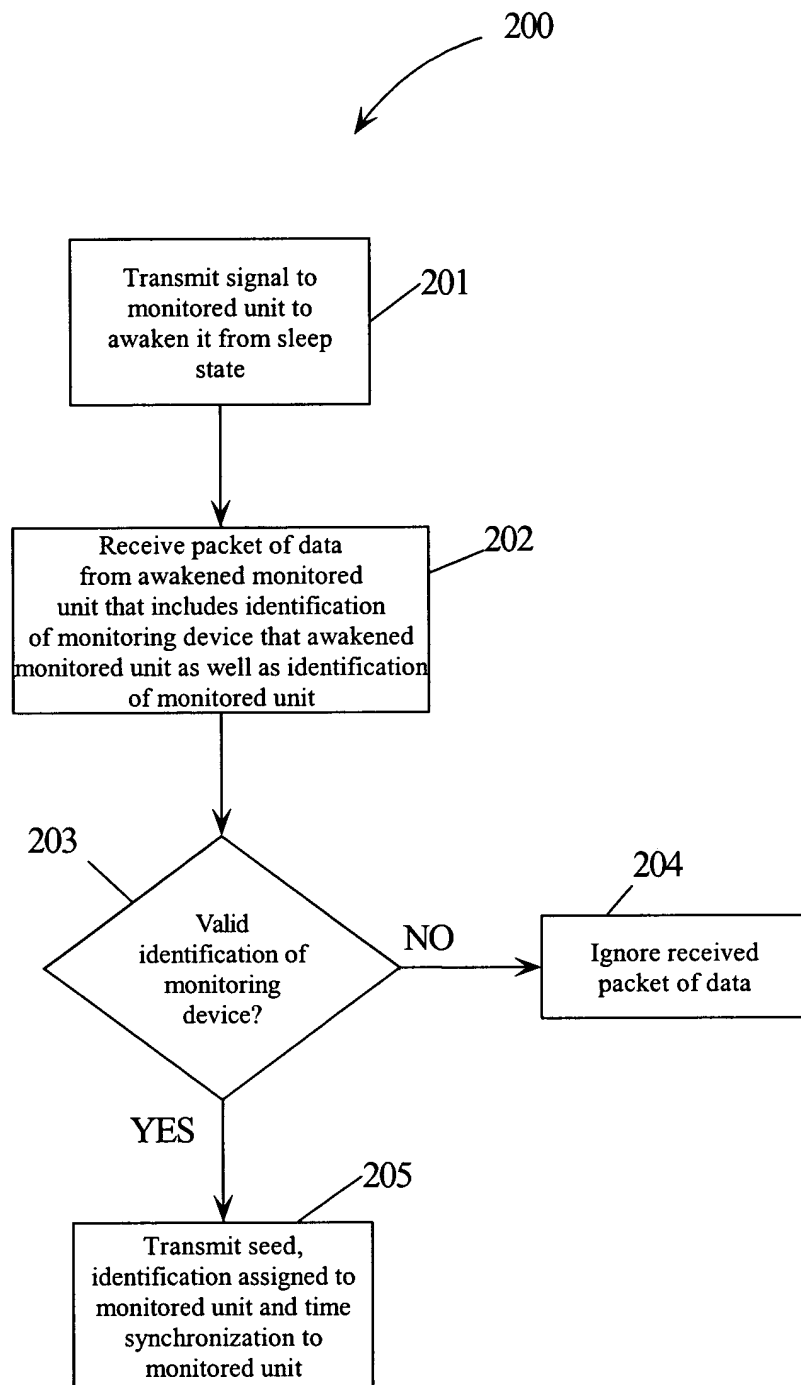 200
Transmit signal to
monitored unit to
awaken it from sleep
state
201
Receive packet of data
from awakened monitored
unit that includes identification
of monitoring device that awakened
monitored unit as well as identification
of monitored unit
202
203
Valid
identification of
monitoring
device?
NO
204
Ignore received
packet of data
YES
205
Transmit seed,
identification assigned to
monitored unit and time
synchronization to
monitored unit